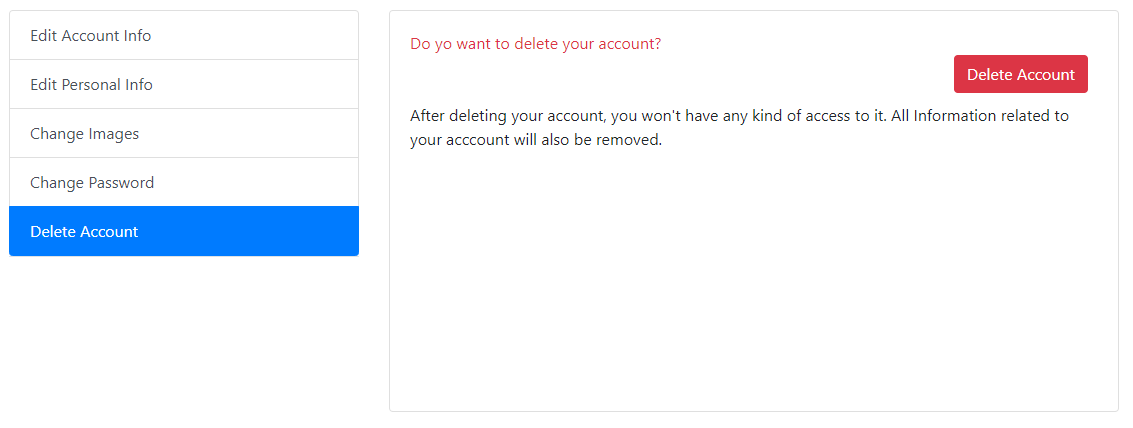 Edit Account Info
Edit Personal Info
Change Images
Change Password
Delete Account
Do yo want to delete your account?
Delete Account
After deleting your account, you won't have any kind of access to it. All Information related to
your acccount will also be removed.